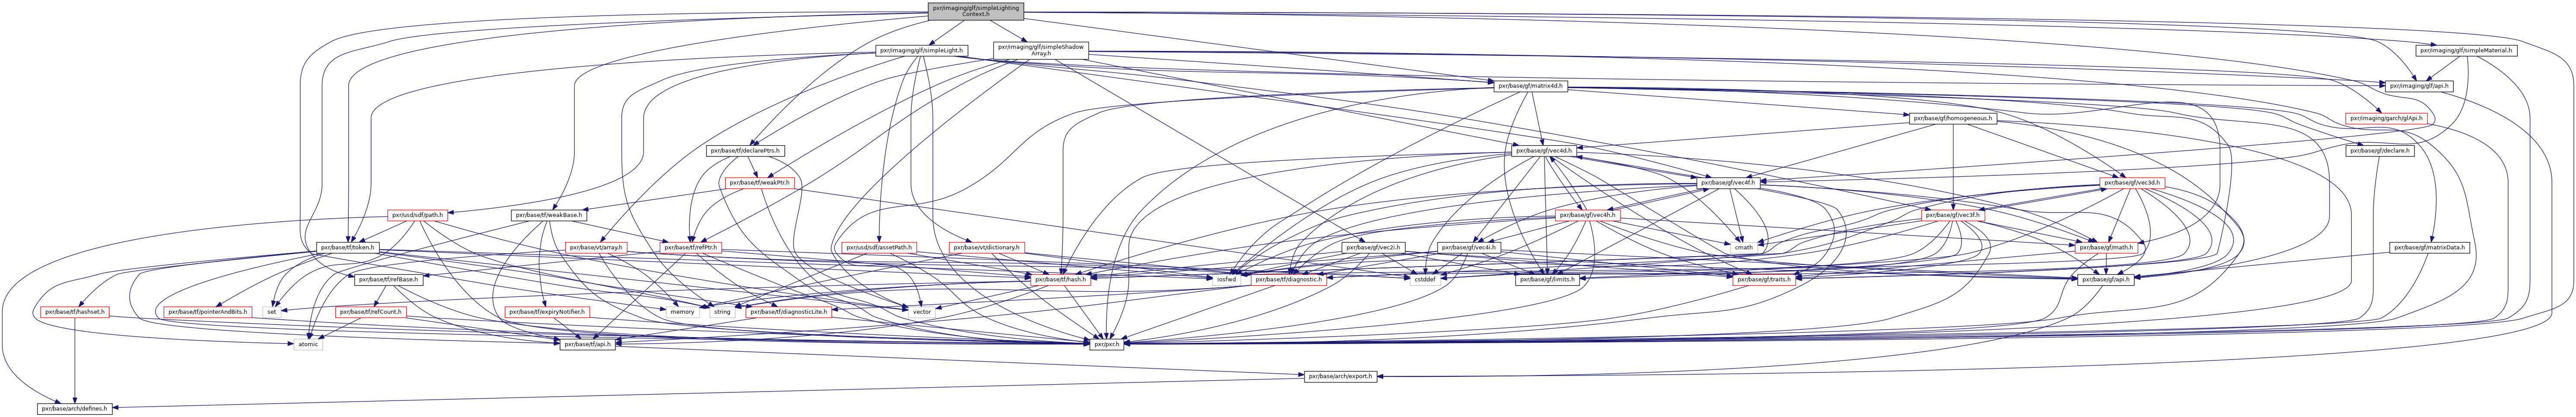 pxr/imaging/glf/simpleLighting
Context.h
pxr/imaging/glf/simpleLight.h
pxr/imaging/glf/simpleShadow
Array.h
pxr/imaging/glf/simpleMaterial.h
pxr/base/gf/matrix4d.h
pxr/imaging/glf/api.h
pxr/base/gf/homogeneous.h
pxr/imaging/garch/glApi.h
pxr/base/tf/declarePtrs.h
pxr/base/gf/vec4d.h
pxr/base/gf/declare.h
pxr/base/tf/weakPtr.h
pxr/base/gf/vec4f.h
pxr/base/gf/vec3d.h
pxr/usd/sdf/path.h
pxr/base/tf/weakBase.h
pxr/base/gf/vec4h.h
pxr/base/gf/vec3f.h
pxr/base/tf/token.h
pxr/base/vt/array.h
pxr/base/tf/refPtr.h
pxr/usd/sdf/assetPath.h
pxr/base/vt/dictionary.h
pxr/base/gf/vec2i.h
pxr/base/gf/vec4i.h
cmath
pxr/base/gf/math.h
pxr/base/gf/matrixData.h
pxr/base/tf/refBase.h
pxr/base/tf/hash.h
iosfwd
pxr/base/tf/diagnostic.h
cstddef
pxr/base/gf/limits.h
pxr/base/gf/traits.h
pxr/base/gf/api.h
pxr/base/tf/hashset.h
pxr/base/tf/pointerAndBits.h
set
pxr/base/tf/refCount.h
pxr/base/tf/expiryNotifier.h
memory
string
pxr/base/tf/diagnosticLite.h
vector
atomic
pxr/base/tf/api.h
pxr/pxr.h
pxr/base/arch/export.h
pxr/base/arch/defines.h